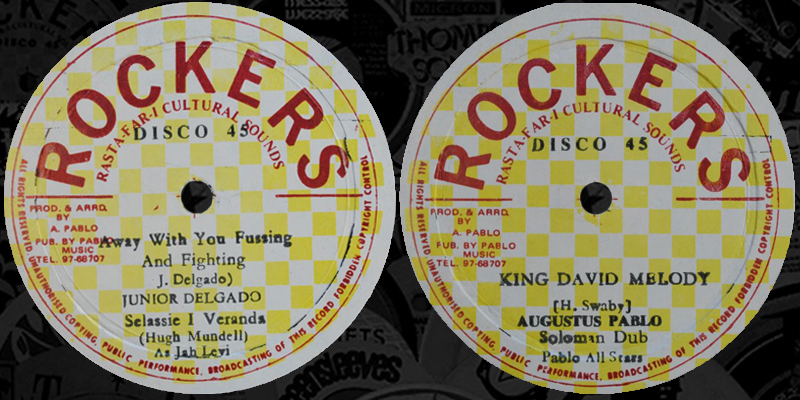 ROCKERS
RASTA-FAR-I CULTURAL SOUNDS
DISCO 45
PROD. & ARRD.
BY
A. PABLO
PUB. BY PABLO
MUSIC
TEL. 97-68707
Away With You Fussing
And Fighting
J. Delgado)
JUNIOR DELGADO
Selassie I Veranda
(Hugh Mundell)
As Jah Levi
ALL RIGHTS RESERVED UNAUTHORISED COPYING, PUBLIC PERFORMANCE, BROADCASTING OF THIS RECORD FORBIDDEN COPYRIGHT CONTROL
ROCKERS
RASTA-FAR-I CULTURAL SOUNDS
DISCO 45
PROD. & ARRD.
BY
A. PABLO
PUB. BY PABLO
MUSIC
TEL. 97-68707
KING DAVID MELODY
[H. Swaby]
AUGUSTUS PABLO
Soloman Dub
Pablo All Stars
ALL RIGHTS RESERVED UNAUTHORISED COPYING, PUBLIC PERFORMANCE, BROADCASTING OF THIS RECORD FORBIDDEN COPYRIGHT CONTROL
THOMP